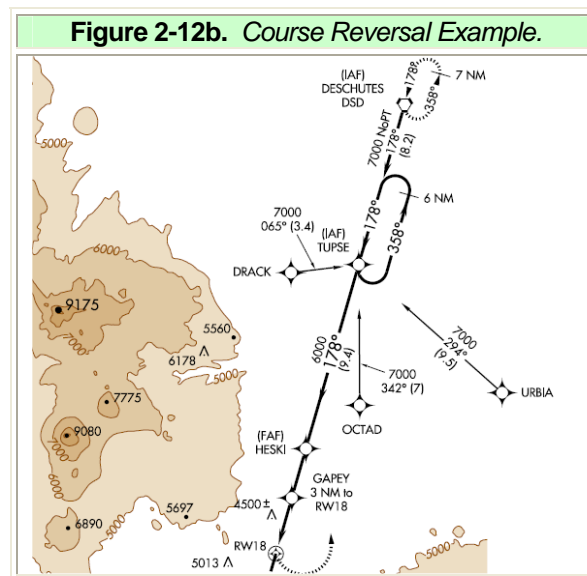 Figure 2-12b. Course Reversal Example.
(IAF)
DESCHUTES
DSD
178°
358°
7 NM
7000 NoPT
178°
(8.2)
5000
6 NM
178°
358°
7000
065° (3.4)
(IAF)
TUPSE
DRACK
6000
9175
5560
6178
5000
6000
178°
(9.4)
7000
342° (7)
7000
294°
(9.5)
URBIA
OCTAD
7775
9080
(FAF)
HESKI
GAPEY
3 NM to
RW18
4500 ±
5697
6890
5000
RW18
5013
5000